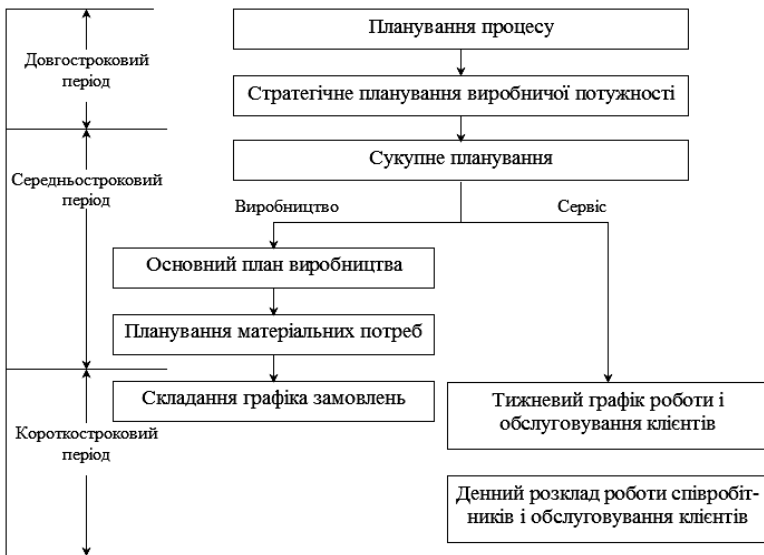 Планування процесу
Довгостроковий
період
Стратегічне планування виробничої потужності
Сукупне планування
Середньостроковий
період
Виробництво
Сервіс
Основний план виробництва
Планування матеріальних потреб
Складання графіка замовлень
Тижневий графік роботи і
обслуговування клієнтів
Короткостроковий
період
Денний розклад роботи співробіт-
ників і обслуговування клієнтів